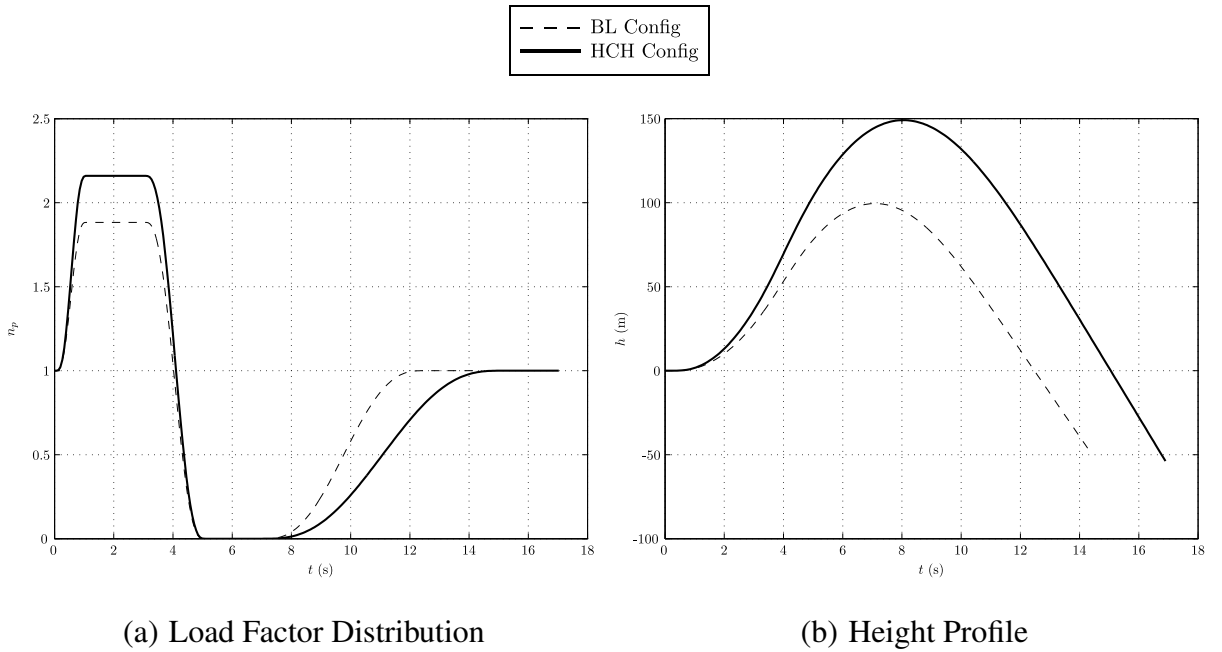 BL Config
HCH Config
2.5
2
1.5
1
0.5
0
n_p
0 2 4 6 8 10 12 14 16 18
t (s)
(a) Load Factor Distribution
150
100
50
0
-50
-100
h (m)
0 2 4 6 8 10 12 14 16 18
t (s)
(b) Height Profile